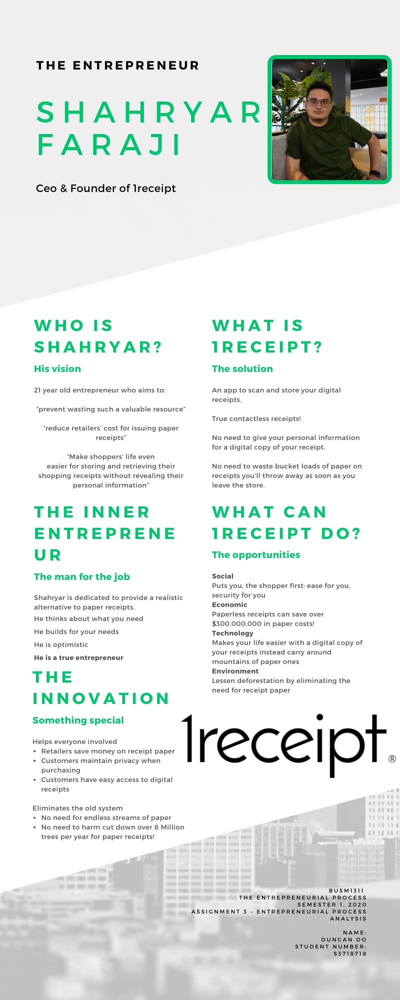 THE ENTREPRENEUR
SHAHRYAR
FARAJI
Ceo & Founder of 1receipt
WHO IS
SHAHRYAR?
His vision
21 year old entrepreneur who aims to:
“prevent wasting such a valuable resource”
“reduce retailers’ cost for issuing paper
receipts”
“Make shoppers’ life even
easier for storing and retrieving their
shopping receipts without revealing their
personal information”
WHAT IS
1RECEIPT?
The solution
An app to scan and store your digital
receipts.
True contactless receipts!
No need to give your personal information
for a digital copy of your receipt.
No need to waste bucket loads of paper on
receipts you'll throw away as soon as you
leave the store.
THE INNER
ENTREPRENE
UR
The man for the job
Shahryar is dedicated to provide a realistic
alternative to paper receipts.
He thinks about what you need
He builds for your needs
He is optimistic
He is a true entrepreneur
WHAT CAN
1RECEIPT DO?
The opportunities
Social
Puts you, the shopper first: ease for you,
security for you
Economic
Paperless receipts can save over
$300,000,000 in paper costs!
Technology
Makes your life easier with a digital copy of
your receipts instead carry around
mountains of paper ones
Environment
Lessen deforestation by eliminating the
need for receipt paper
THE
INNOVATION
Something special
Helps everyone involved
• Retailers save money on receipt paper
• Customers maintain privacy when
purchasing
• Customers have easy access to digital
receipts
Eliminates the old system
• No need for endless streams of paper
• No need to harm cut down over 8 Million
trees per year for paper receipts!
1receipt®
BUSM1311
THE ENTREPRENEURIAL PROCESS
SEMESTER 1, 2020
ASSIGNMENT 3 – ENTREPRENEURIAL PROCESS
ANALYSIS
NAME:
DUNCAN DO
STUDENT NUMBER:
S3718718